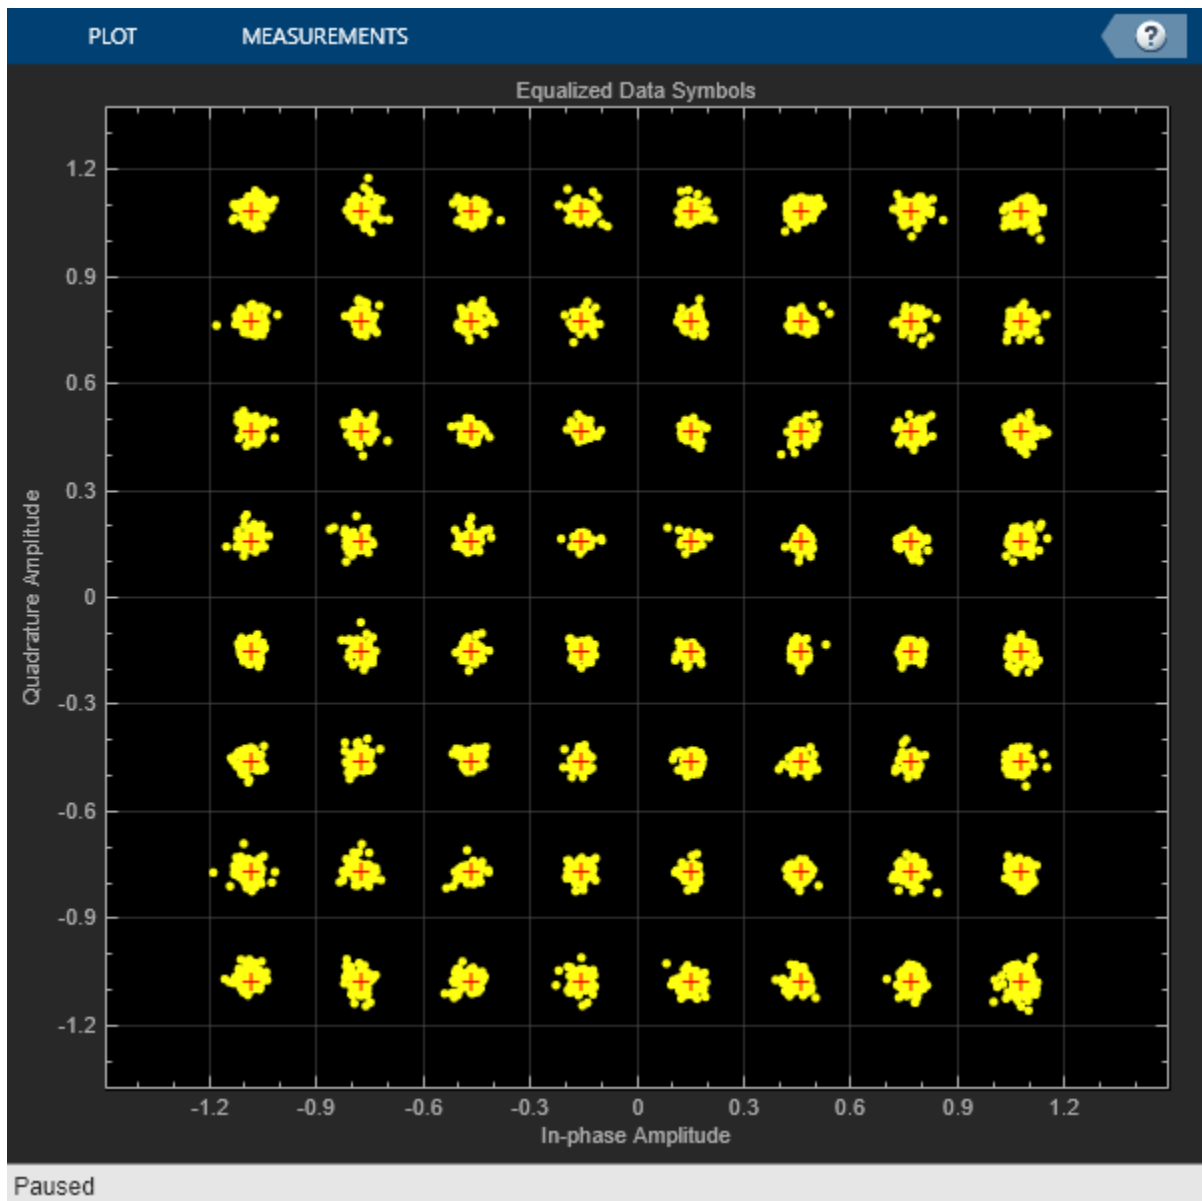 PLOT MEASUREMENTS ?
Equalized Data Symbols
1.2
0.9
0.6
0.3
0
-0.3
-0.6
-0.9
-1.2
Quadrature Amplitude
-1.2 -0.9 -0.6 -0.3 0 0.3 0.6 0.9 1.2
In-phase Amplitude
Paused